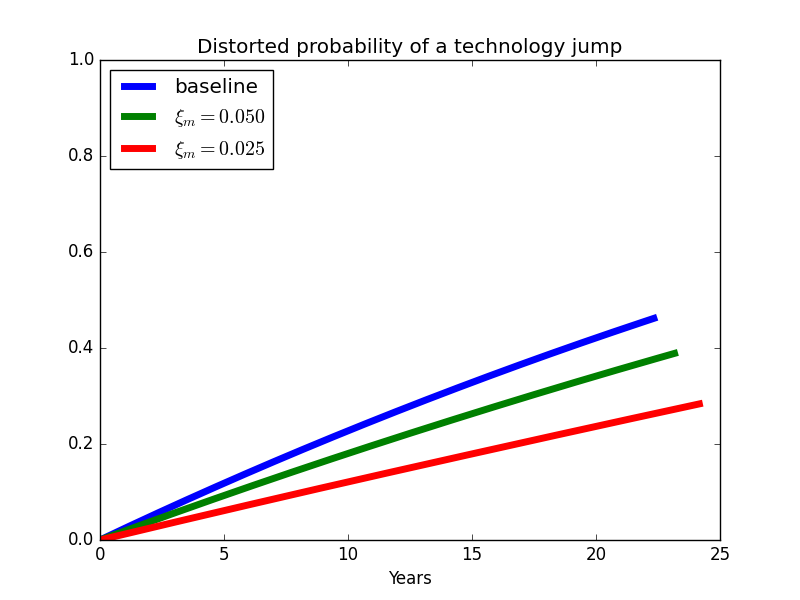 Distorted probability of a technology jump
1.0
baseline
ξm = 0.050
ξm = 0.025
0.8
0.6
0.4
0.2
0.0
0 5 10 15 20 25
Years